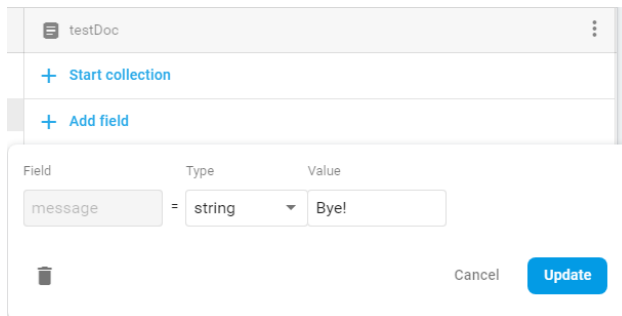 testDoc
+ Start collection
+ Add field
Field Type Value
message = string Bye!
Cancel Update